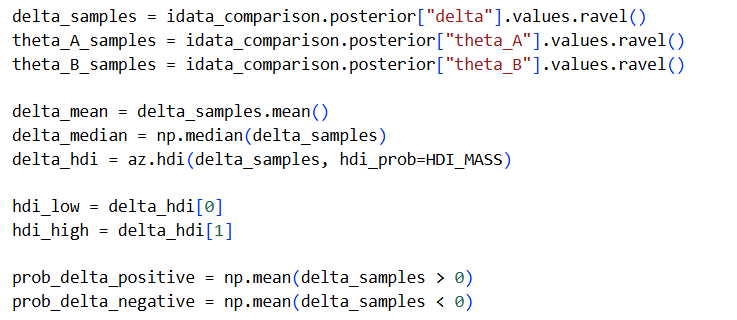 delta_samples = idata_comparison.posterior["delta"].values.ravel()
theta_A_samples = idata_comparison.posterior["theta_A"].values.ravel()
theta_B_samples = idata_comparison.posterior["theta_B"].values.ravel()

delta_mean = delta_samples.mean()
delta_median = np.median(delta_samples)
delta_hdi = az.hdi(delta_samples, hdi_prob=HDI_MASS)

hdi_low = delta_hdi[0]
hdi_high = delta_hdi[1]

prob_delta_positive = np.mean(delta_samples > 0)
prob_delta_negative = np.mean(delta_samples < 0)